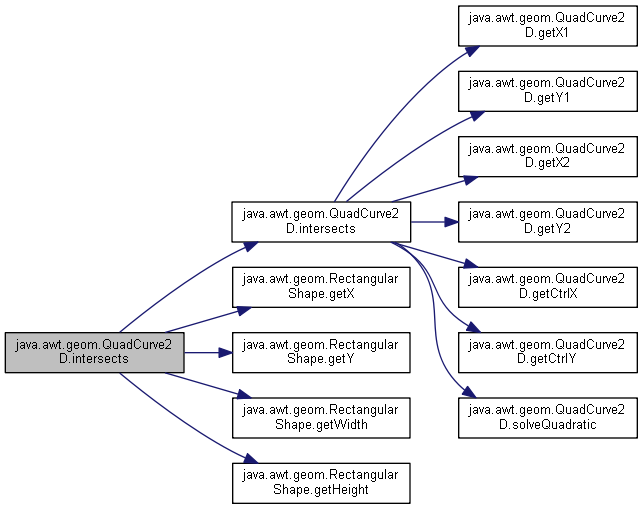 java.awt.geom.QuadCurve2
D.getX1
java.awt.geom.QuadCurve2
D.getY1
java.awt.geom.QuadCurve2
D.getX2
java.awt.geom.QuadCurve2
D.intersects
java.awt.geom.QuadCurve2
D.getY2
java.awt.geom.Rectangular
Shape.getX
java.awt.geom.QuadCurve2
D.getCtrlX
java.awt.geom.QuadCurve2
D.intersects
java.awt.geom.Rectangular
Shape.getY
java.awt.geom.QuadCurve2
D.getCtrlY
java.awt.geom.Rectangular
Shape.getWidth
java.awt.geom.QuadCurve2
D.solveQuadratic
java.awt.geom.Rectangular
Shape.getHeight